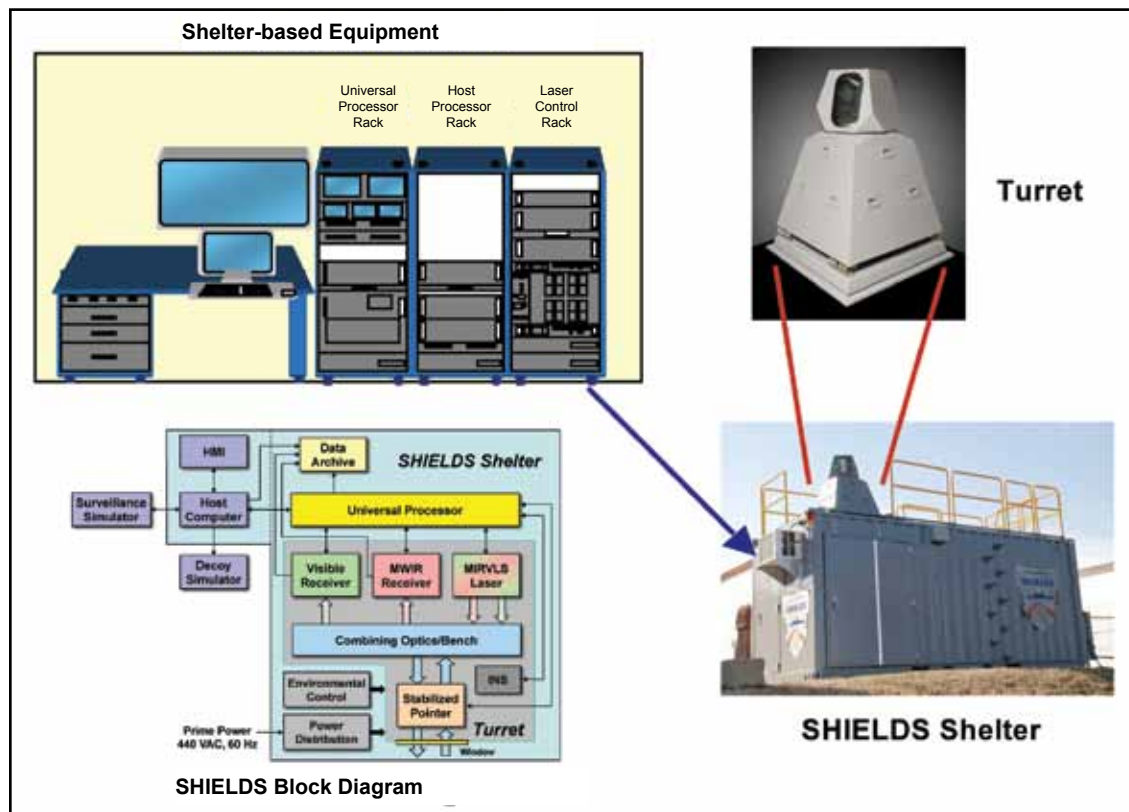 Shelter-based Equipment
Universal
Processor
Rack
Host
Processor
Rack
Laser
Control
Rack
Turret
HMI
Data
Archive
SHIELDS Shelter
Surveillance
Simulator
Host
Computer
Universal Processor
Decoy
Simulator
Visible
Receiver
MWIR
Receiver
MIRVLS
Laser
Combining Optics/Bench
Environmental
Control
INS
Stabilized
Pointer
Prime Power
440 VAC, 60 Hz
Power
Distribution
Turret
Window
SHIELDS Block Diagram
SHIELDS Shelter